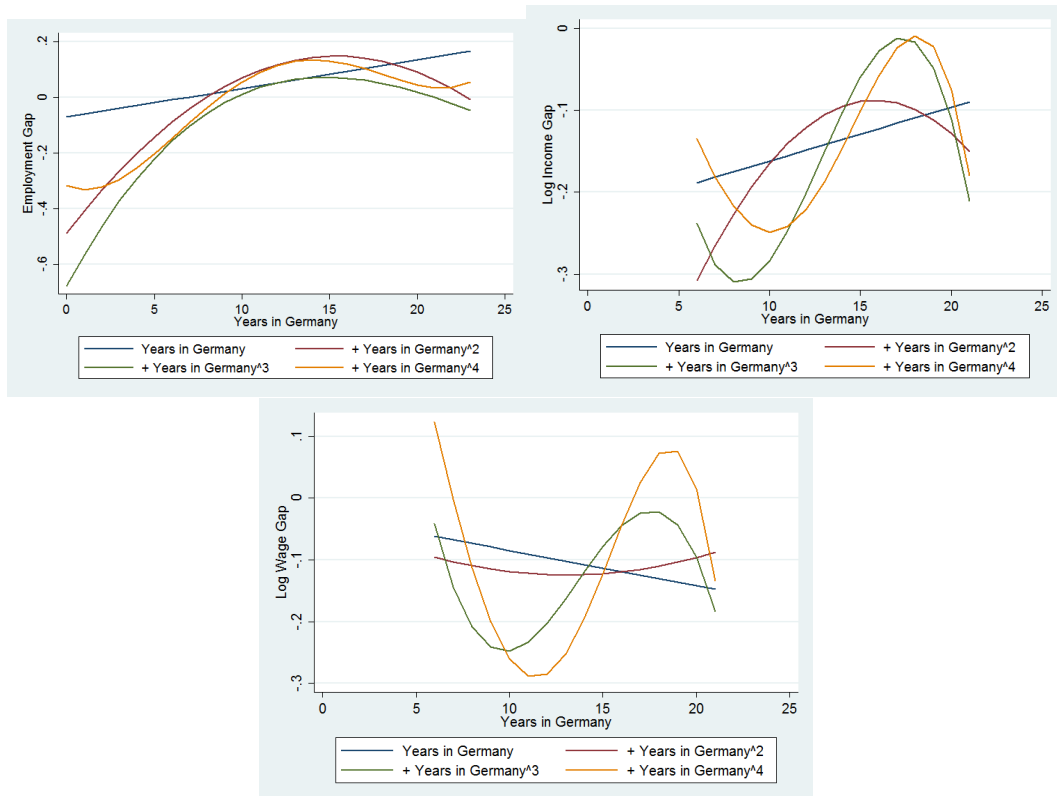 Employment Gap
.2
0
-.2
-.4
-.6
0 5 10 15 20 25
Years in Germany
Years in Germany + Years in Germany^2
+ Years in Germany^3 + Years in Germany^4
Log Income Gap
0
-.1
-.2
-.3
0 5 10 15 20 25
Years in Germany
Years in Germany + Years in Germany^2
+ Years in Germany^3 + Years in Germany^4
Log Wage Gap
.1
0
-.1
-.2
-.3
0 5 10 15 20 25
Years in Germany
Years in Germany + Years in Germany^2
+ Years in Germany^3 + Years in Germany^4